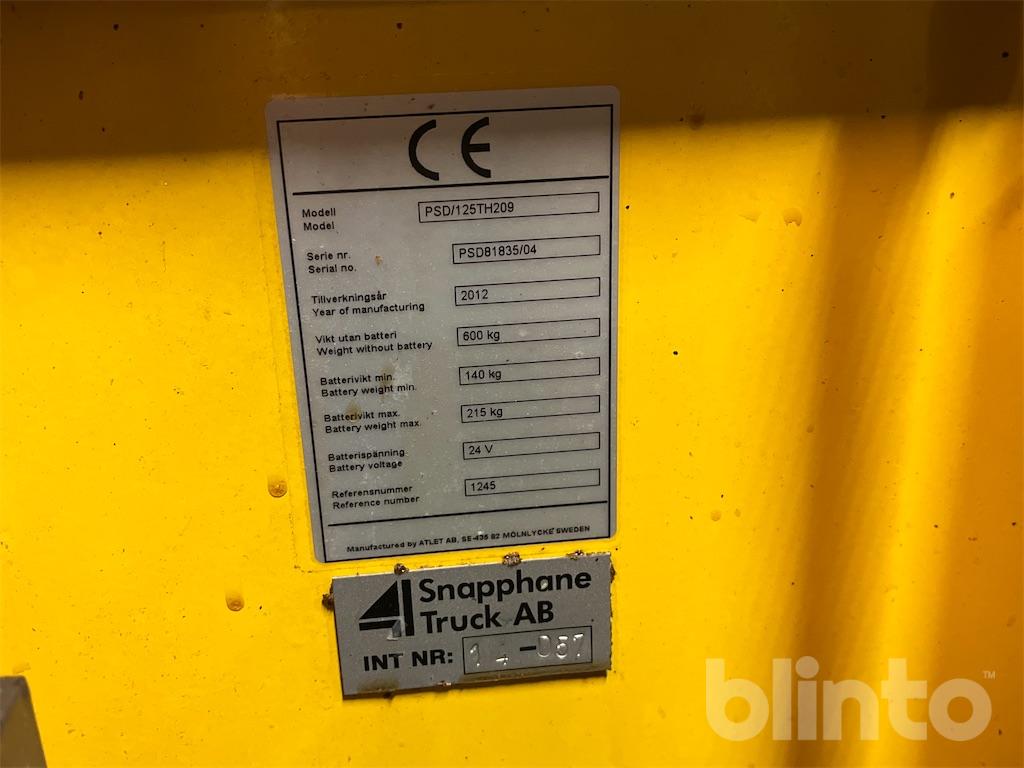 CE
Modell
Model
PSD/125TH209
Serie nr.
Serial no.
PSD81835/04
Tillverkningsår
Year of manufacturing
2012
Vikt utan batteri
Weight without battery
600 kg
Batterivikt min.
Battery weight min.
140 kg
Batterivikt max.
Battery weight max.
215 kg
Batterispänning
Battery voltage
24 V
Referensnummer
Reference number
1245
Manufactured by ATLET AB, SE-435 82 MÖLNLYCKE SWEDEN
Snapphane
Truck AB
INT NR: 14-057
blinto™